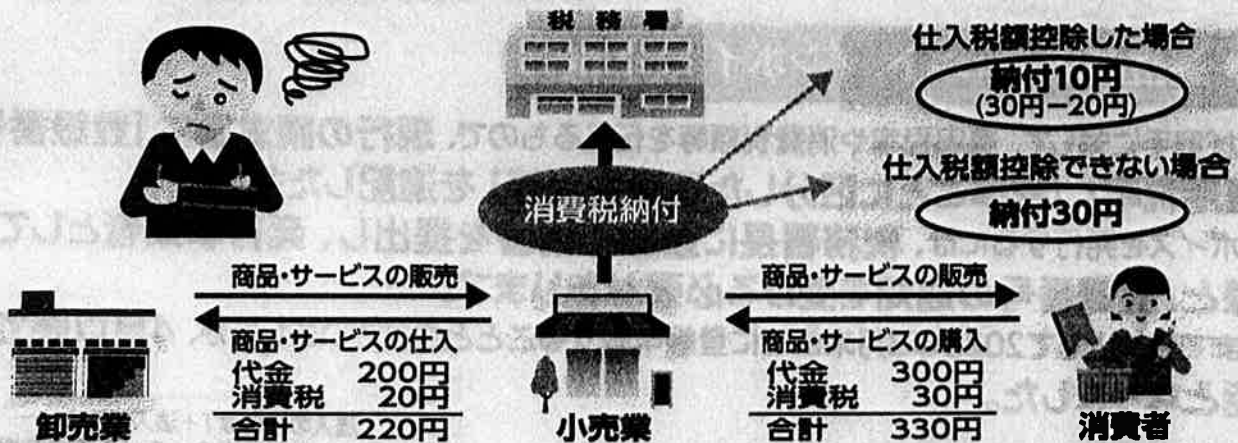 税務署
仕入税額控除した場合
納付10円
(30円−20円)
仕入税額控除できない場合
納付30円
消費税納付
商品・サービスの販売
商品・サービスの仕入
代金 200円
消費税 20円
合計 220円
卸売業
小売業
商品・サービスの販売
商品・サービスの購入
代金 300円
消費税 30円
合計 330円
消費者